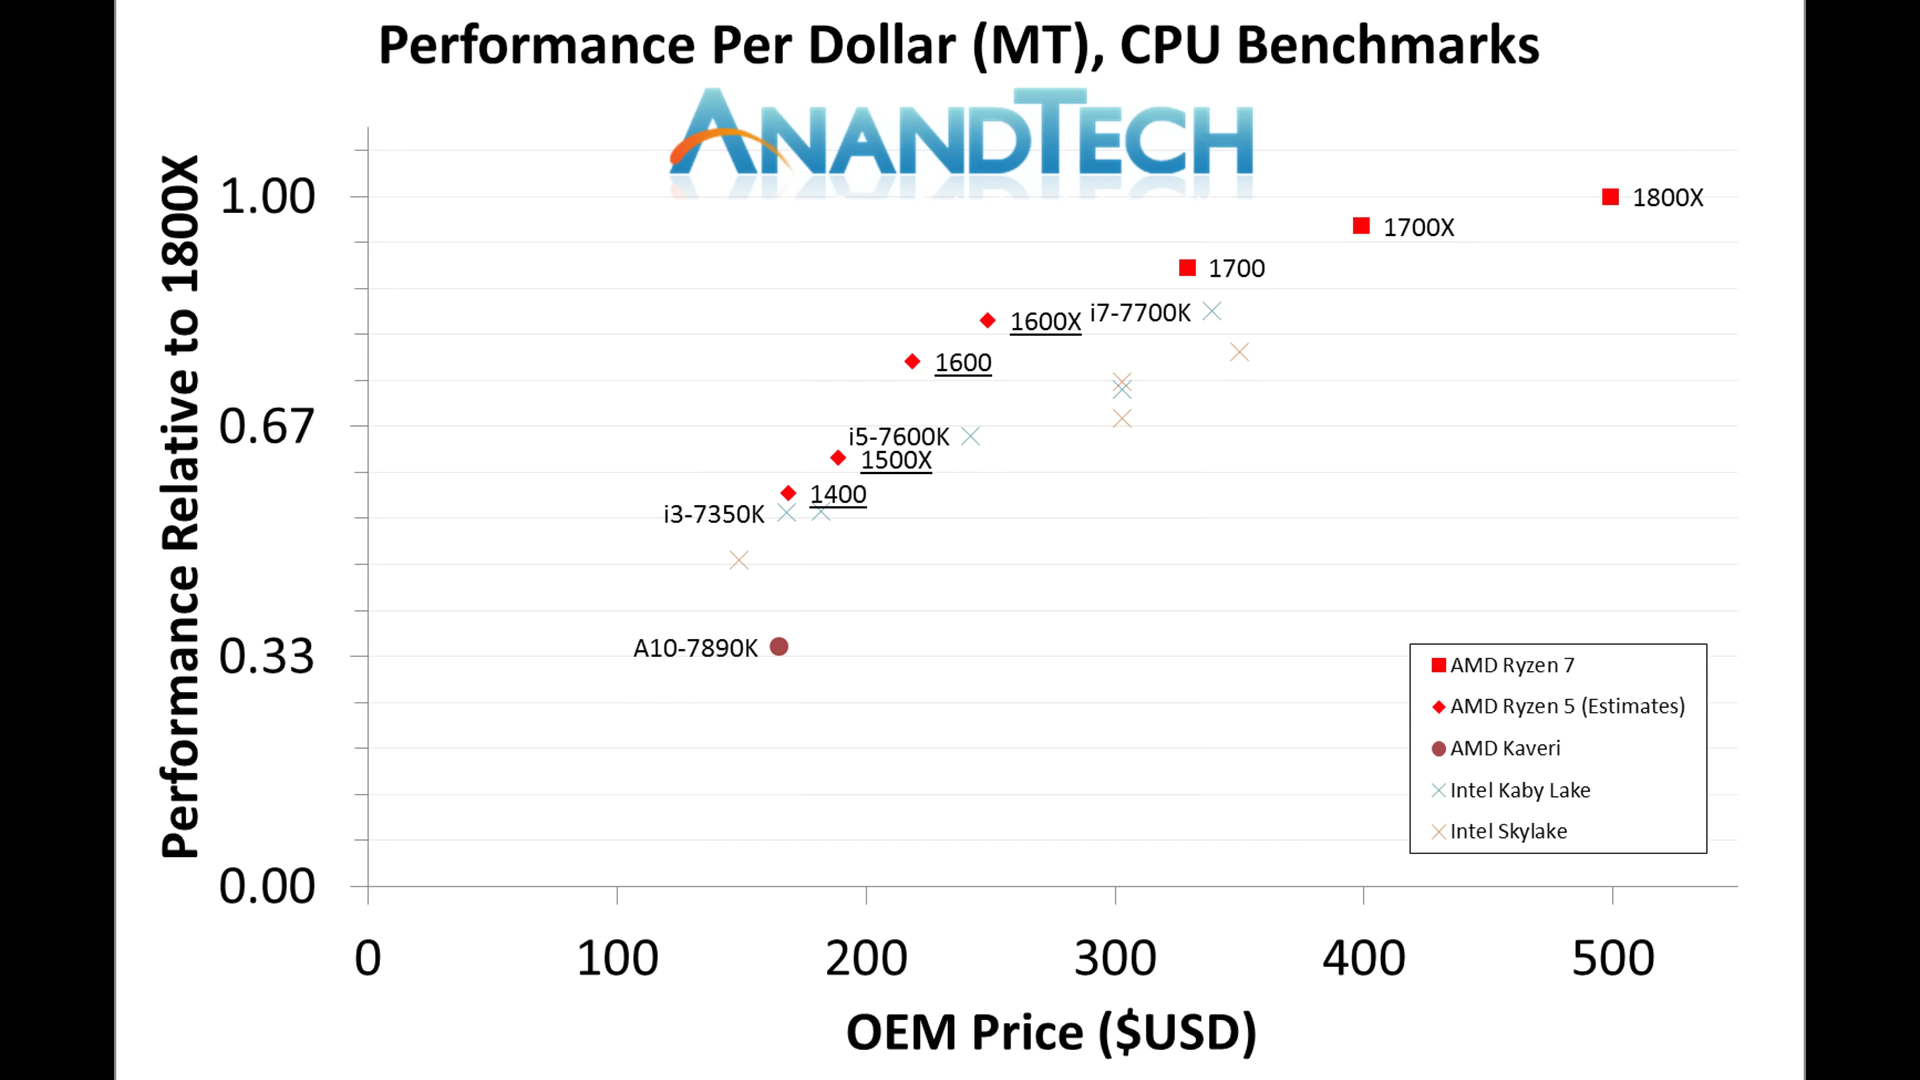 Performance Per Dollar (MT), CPU Benchmarks
ANANDTECH
Performance Relative to 1800X
1.00
0.67
0.33
0.00
1800X
1700X
1700
i7-7700K
1600X
1600
i5-7600K
1500X
1400
i3-7350K
A10-7890K
AMD Ryzen 7
AMD Ryzen 5 (Estimates)
AMD Kaveri
Intel Kaby Lake
Intel Skylake
0 100 200 300 400 500
OEM Price ($USD)